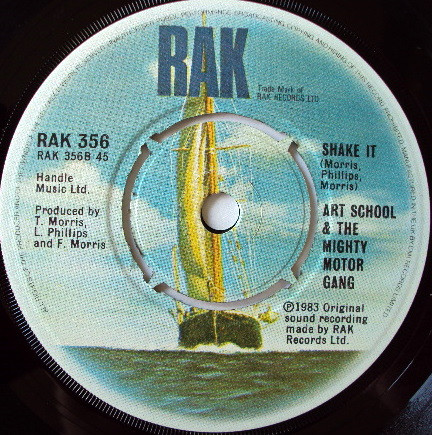 RAK
Trade Mark of
RAK RECORDS LTD
RAK 356
RAK 356B 45
Handle
Music Ltd.
Produced by
T. Morris,
L. Phillips
and F. Morris
SHAKE IT
(Morris,
Phillips,
Morris)
ART SCHOOL
& THE
MIGHTY
MOTOR
GANG
Ⓟ1983 Original
sound recording
made by RAK
Records Ltd.